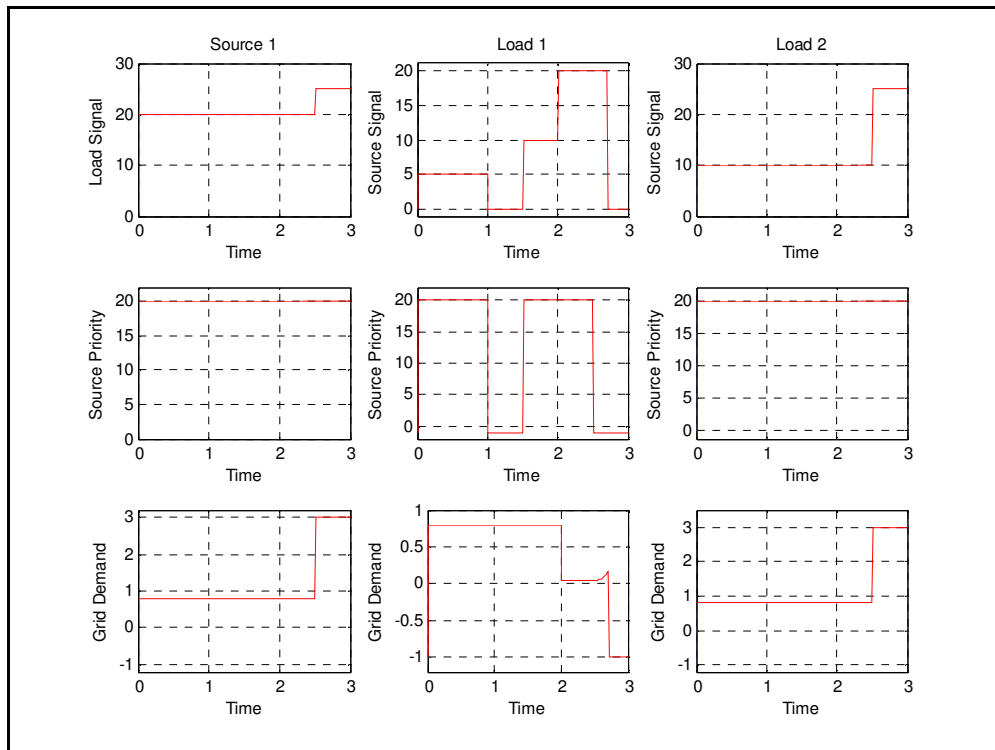 Source 1
Load 1
Load 2
30
20
10
0
Load Signal
0 1 2 3
Time
20
15
10
5
0
Source Signal
0 1 2 3
Time
30
20
10
0
Source Signal
0 1 2 3
Time
20
15
10
5
0
Source Priority
0 1 2 3
Time
20
15
10
5
0
Source Priority
0 1 2 3
Time
20
15
10
5
0
Source Priority
0 1 2 3
Time
3
2
1
0
-1
Grid Demand
0 1 2 3
Time
1
0.5
0
-0.5
-1
Grid Demand
0 1 2 3
Time
3
2
1
0
-1
Grid Demand
0 1 2 3
Time